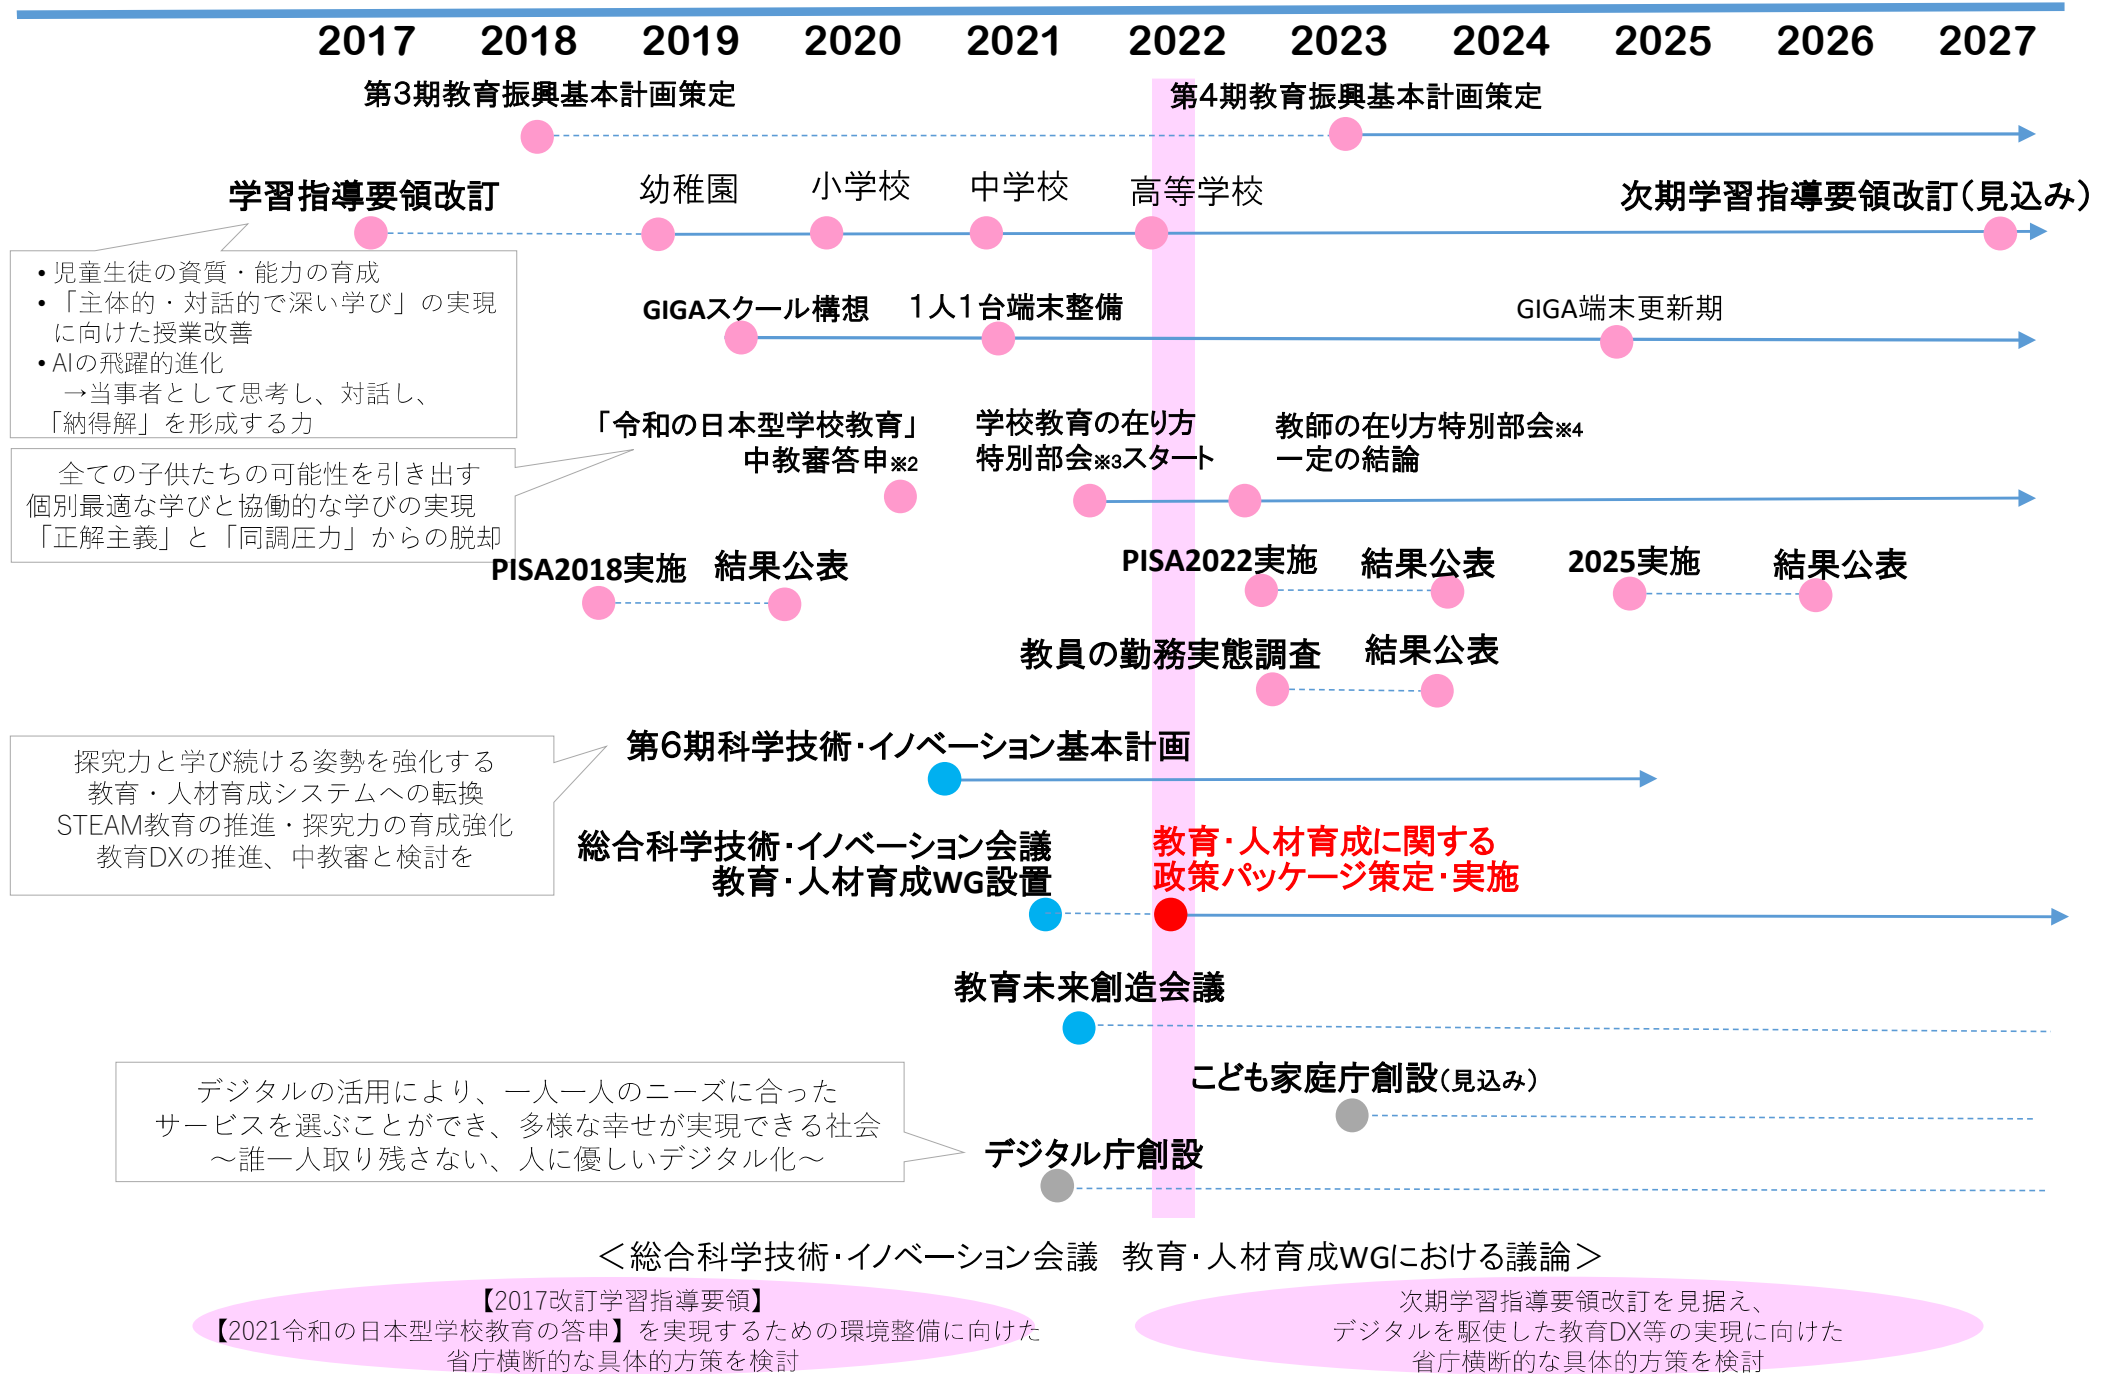 2017 2018 2019 2020 2021 2022 2023 2024 2025 2026 2027
第3期教育振興基本計画策定
第4期教育振興基本計画策定
学習指導要領改訂
幼稚園
小学校
中学校
高等学校
次期学習指導要領改訂（見込み）
• 児童生徒の資質・能力の育成
• 「主体的・対話的で深い学び」の実現
に向けた授業改善
• AIの飛躍的進化
→当事者として思考し、対話し、
「納得解」を形成する力
GIGAスクール構想
1人1台端末整備
GIGA端末更新期
「令和の日本型学校教育」
中教審答申※2
学校教育の在り方
特別部会※3スタート
教師の在り方特別部会※4
一定の結論
全ての子供たちの可能性を引き出す
個別最適な学びと協働的な学びの実現
「正解主義」と「同調圧力」からの脱却
PISA2018実施
結果公表
PISA2022実施
結果公表
2025実施
結果公表
教員の勤務実態調査
結果公表
第6期科学技術・イノベーション基本計画
探究力と学び続ける姿勢を強化する
教育・人材育成システムへの転換
STEAM教育の推進・探究力の育成強化
教育DXの推進、中教審と検討を
総合科学技術・イノベーション会議
教育・人材育成WG設置
教育・人材育成に関する
政策パッケージ策定・実施
教育未来創造会議
こども家庭庁創設（見込み）
デジタルの活用により、一人一人のニーズに合った
サービスを選ぶことができ、多様な幸せが実現できる社会
～誰一人取り残さない、人に優しいデジタル化～
デジタル庁創設
＜総合科学技術・イノベーション会議　教育・人材育成WGにおける議論＞
【2017改訂学習指導要領】
【2021令和の日本型学校教育の答申】を実現するための環境整備に向けた
省庁横断的な具体的方策を検討
次期学習指導要領改訂を見据え、
デジタルを駆使した教育DX等の実現に向けた
省庁横断的な具体的方策を検討